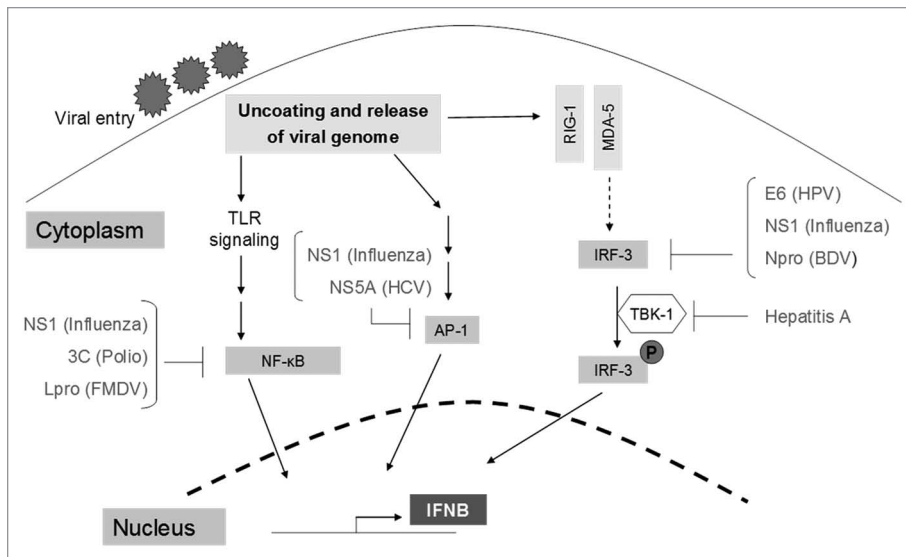 Viral entry
Uncoating and release
of viral genome
RIG-1
MDA-5
Cytoplasm
TLR
signaling
NS1 (Influenza)
NS5A (HCV)
E6 (HPV)
NS1 (Influenza)
Npro (BDV)
IRF-3
NS1 (Influenza)
3C (Polio)
Lpro (FMDV)
NF-κB
AP-1
TBK-1
Hepatitis A
P
IRF-3
IFNB
Nucleus